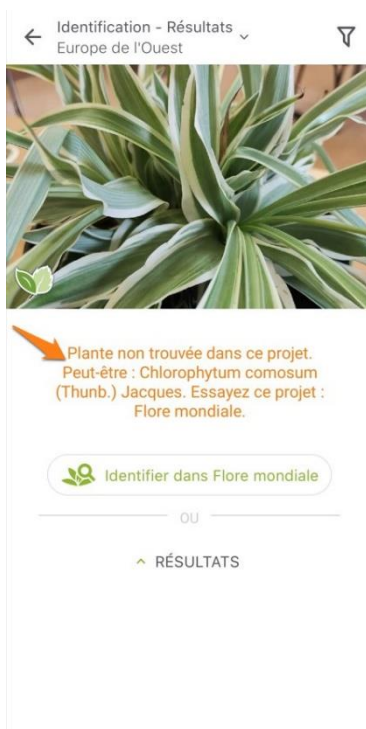 Identification - Résultats
Europe de l'Ouest
Plante non trouvée dans ce projet.
Peut-être : Chlorophytum comosum
(Thunb.) Jacques. Essayez ce projet :
Flore mondiale.
Identifier dans Flore mondiale
OU
RÉSULTATS